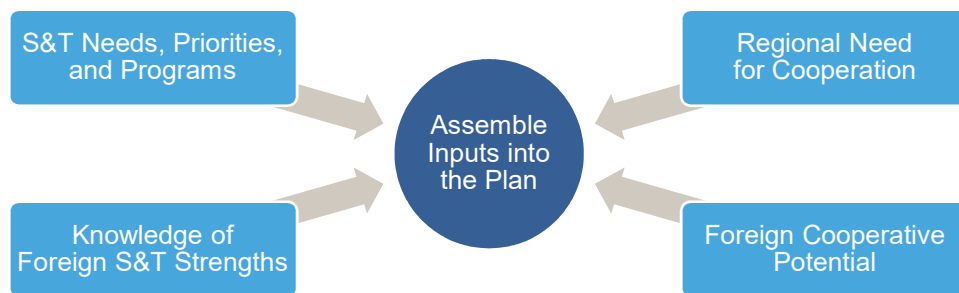 S&T Needs, Priorities,
and Programs
Regional Need
for Cooperation
Assemble
Inputs into
the Plan
Knowledge of
Foreign S&T Strengths
Foreign Cooperative
Potential